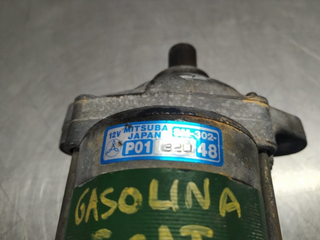 12V MITSUBA SM-302-
JAPAN
P01 48
GASOLINA